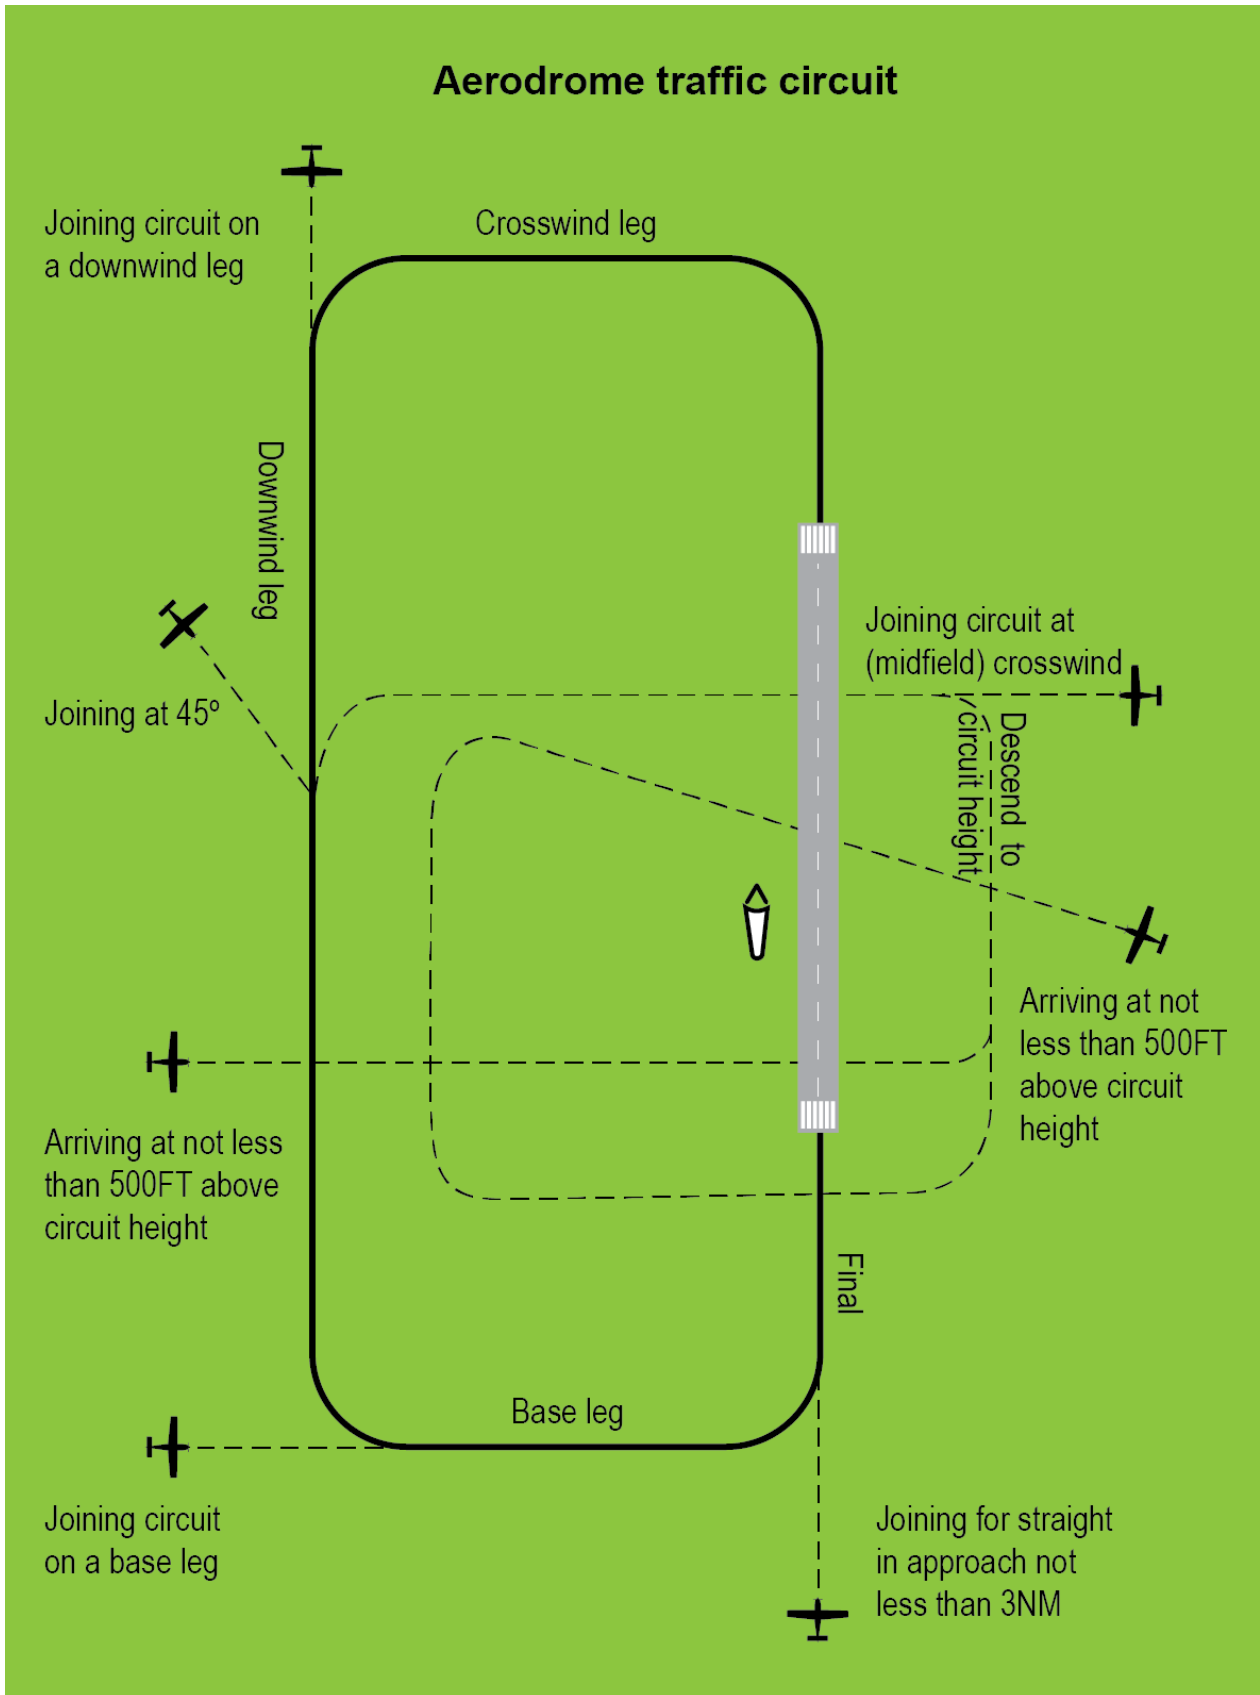 Aerodrome traffic circuit
Joining circuit on
a downwind leg
Crosswind leg
Downwind leg
Joining at 45º
Joining circuit at
(midfield) crosswind
Descend to
circuit height
Arriving at not
less than 500FT
above circuit
height
Arriving at not less
than 500FT above
circuit height
Final
Base leg
Joining circuit
on a base leg
Joining for straight
in approach not
less than 3NM